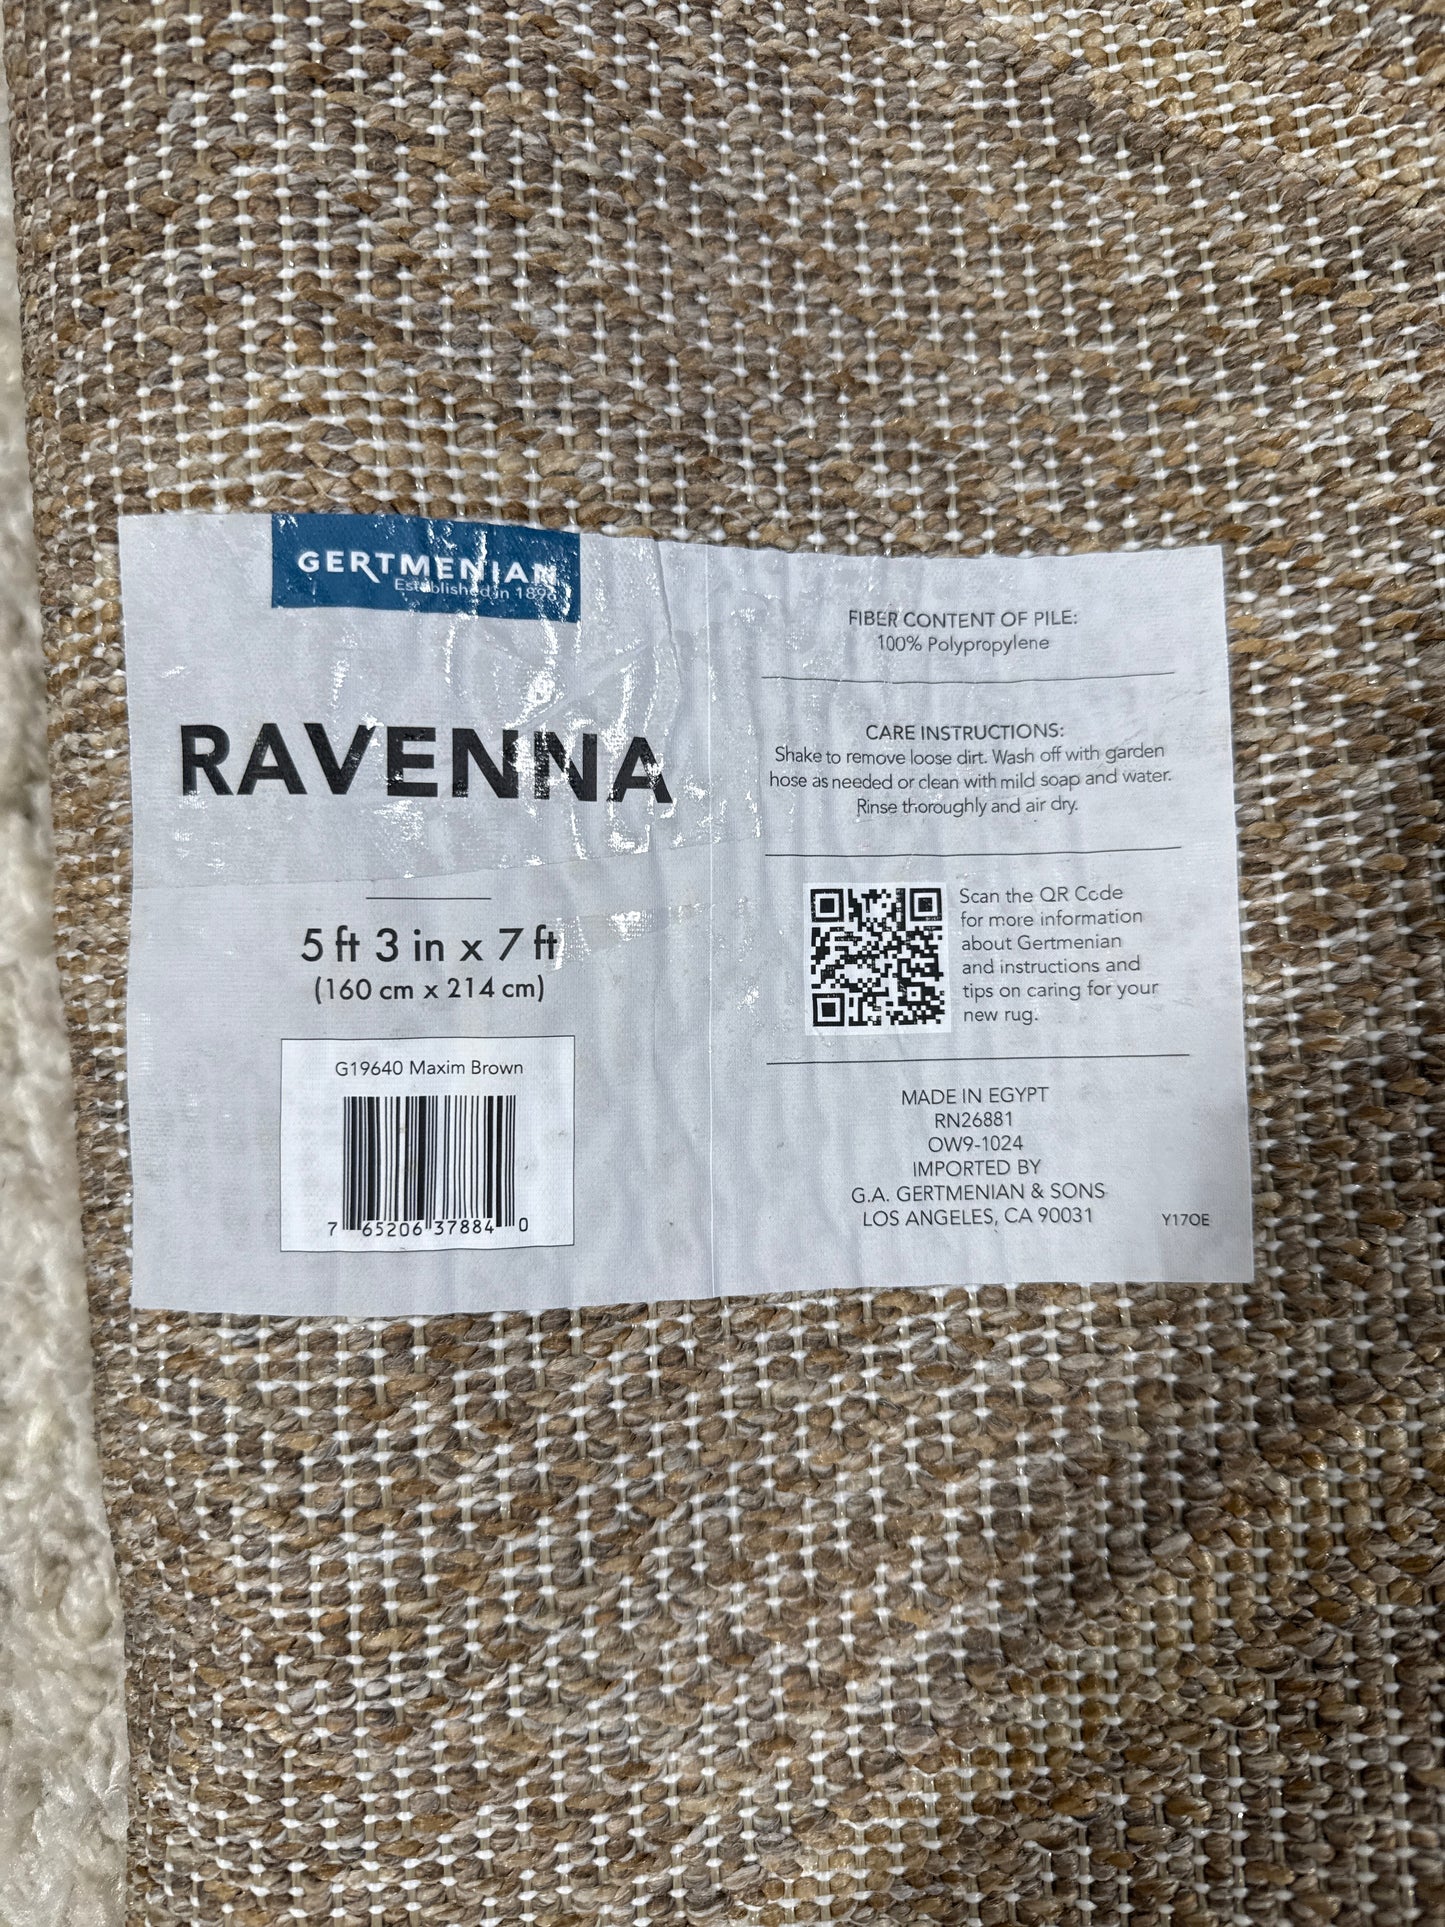 GERTMENIAN
Established in 1896
RAVENNA
5 ft 3 in x 7 ft
(160 cm x 214 cm)
G19640 Maxim Brown
7 65206 37884 0
FIBER CONTENT OF PILE:
100% Polypropylene
CARE INSTRUCTIONS:
Shake to remove loose dirt. Wash off with garden
hose as needed or clean with mild soap and water.
Rinse thoroughly and air dry.
Scan the QR Code
for more information
about Gertmenian
and instructions and
tips on caring for your
new rug.
MADE IN EGYPT
RN26881
OW9-1024
IMPORTED BY
G.A. GERTMENIAN & SONS
LOS ANGELES, CA 90031
Y17OE